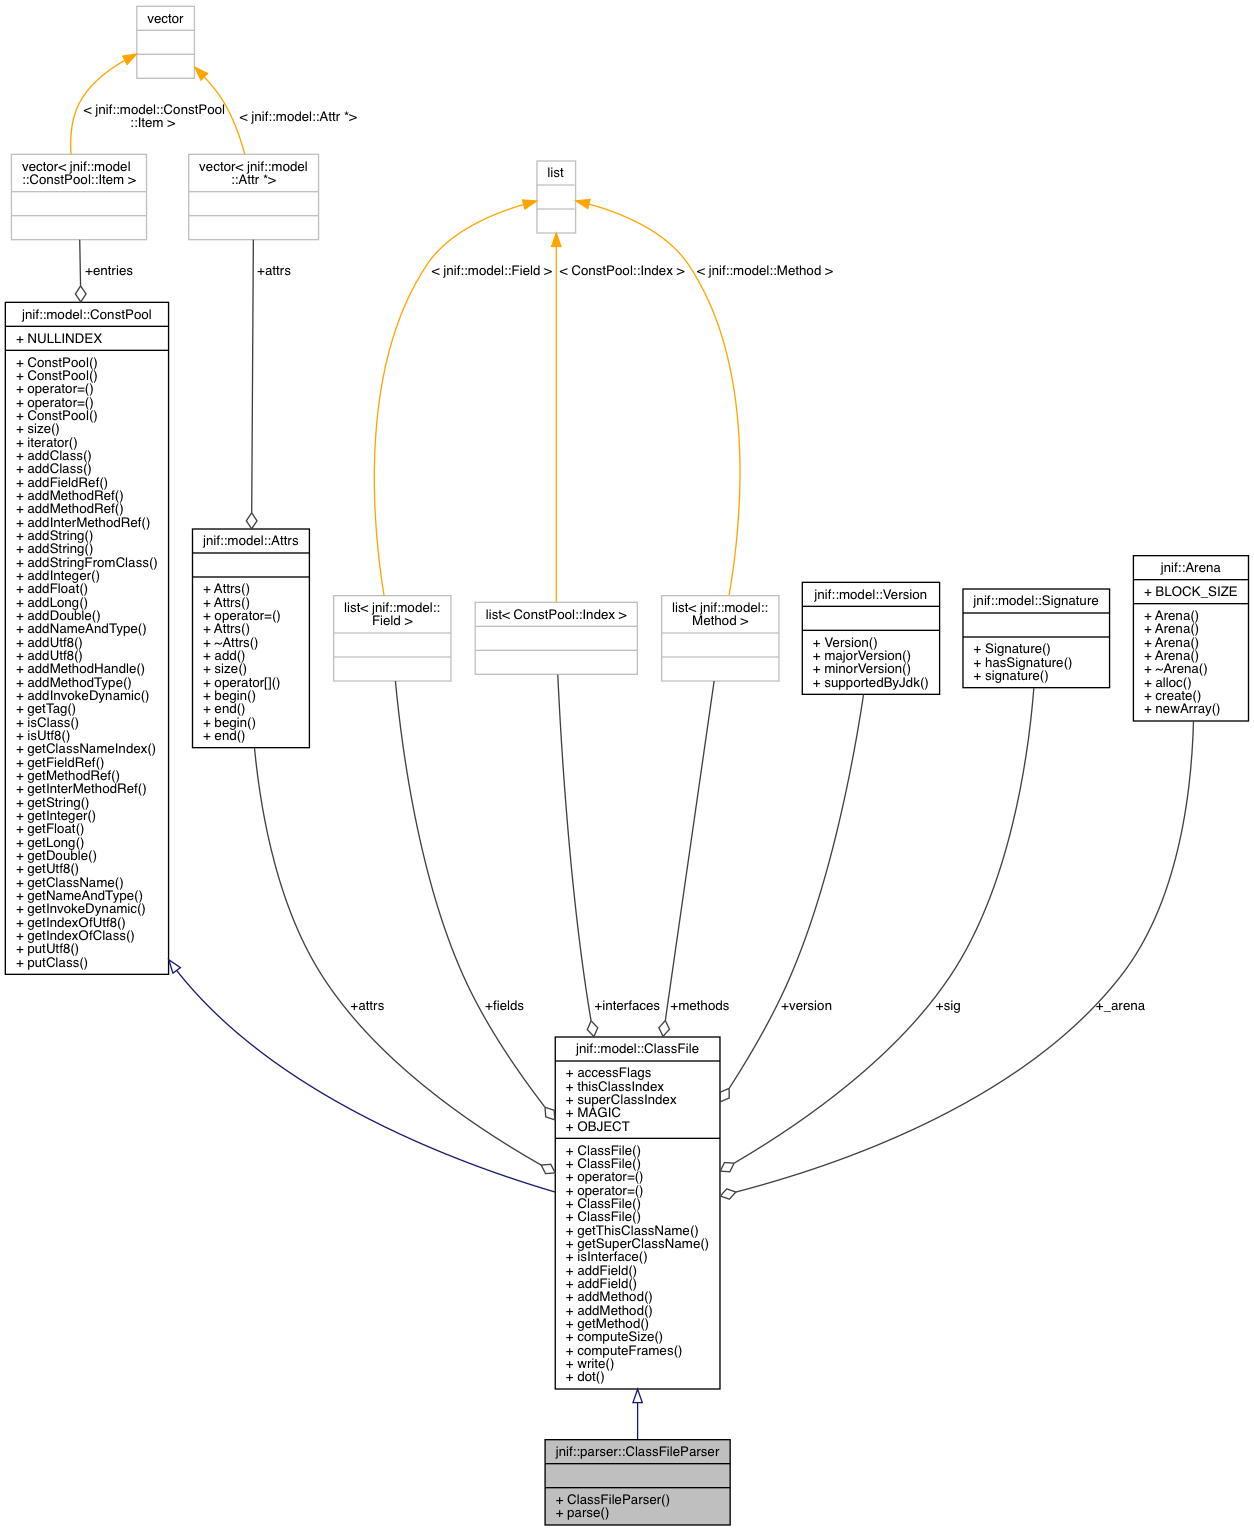 vector
< jnif::model::ConstPool
::Item >
< jnif::model::Attr *>
vector< jnif::model
::ConstPool::Item >
vector< jnif::model
::Attr *>
list
+entries
+attrs
< jnif::model::Field >
< ConstPool::Index >
< jnif::model::Method >
jnif::model::ConstPool
+ NULLINDEX
+ ConstPool()
+ ConstPool()
+ operator=()
+ operator=()
+ ConstPool()
+ size()
+ iterator()
+ addClass()
+ addClass()
+ addFieldRef()
+ addMethodRef()
+ addMethodRef()
+ addInterMethodRef()
+ addString()
+ addString()
+ addStringFromClass()
+ addInteger()
+ addFloat()
+ addLong()
+ addDouble()
+ addNameAndType()
+ addUtf8()
+ addUtf8()
+ addMethodHandle()
+ addMethodType()
+ addInvokeDynamic()
+ getTag()
+ isClass()
+ isUtf8()
+ getClassNameIndex()
+ getFieldRef()
+ getMethodRef()
+ getInterMethodRef()
+ getString()
+ getInteger()
+ getFloat()
+ getLong()
+ getDouble()
+ getUtf8()
+ getClassName()
+ getNameAndType()
+ getInvokeDynamic()
+ getIndexOfUtf8()
+ getIndexOfClass()
+ putUtf8()
+ putClass()
jnif::model::Attrs
+ Attrs()
+ Attrs()
+ operator=()
+ Attrs()
+ ~Attrs()
+ add()
+ size()
+ operator[]()
+ begin()
+ end()
+ begin()
+ end()
list< jnif::model::
Field >
list< ConstPool::Index >
list< jnif::model::
Method >
jnif::model::Version
+ Version()
+ majorVersion()
+ minorVersion()
+ supportedByJdk()
jnif::model::Signature
+ Signature()
+ hasSignature()
+ signature()
jnif::Arena
+ BLOCK_SIZE
+ Arena()
+ Arena()
+ Arena()
+ Arena()
+ ~Arena()
+ alloc()
+ create()
+ newArray()
+attrs
+fields
+interfaces
+methods
+version
+sig
+_arena
jnif::model::ClassFile
+ accessFlags
+ thisClassIndex
+ superClassIndex
+ MAGIC
+ OBJECT
+ ClassFile()
+ ClassFile()
+ operator=()
+ operator=()
+ ClassFile()
+ ClassFile()
+ getThisClassName()
+ getSuperClassName()
+ isInterface()
+ addField()
+ addField()
+ addMethod()
+ addMethod()
+ getMethod()
+ computeSize()
+ computeFrames()
+ write()
+ dot()
jnif::parser::ClassFileParser
+ ClassFileParser()
+ parse()